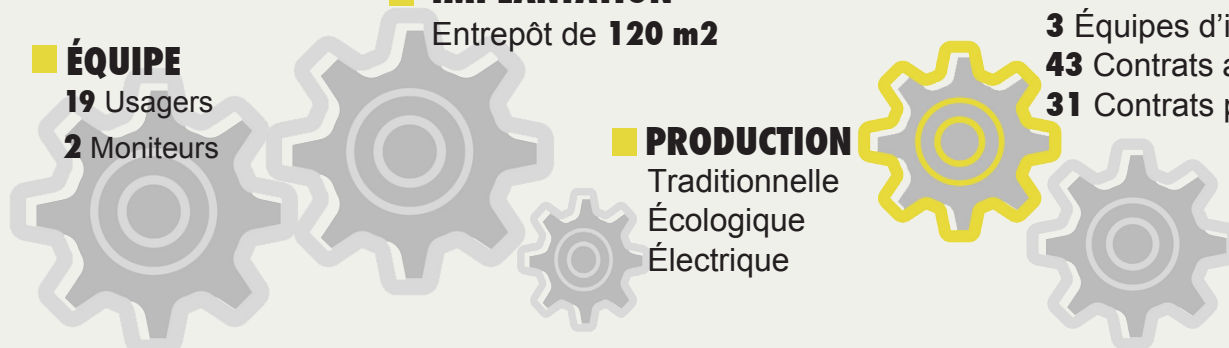 Entrepôt de 120 m2
ÉQUIPE
19 Usagers
2 Moniteurs
PRODUCTION
Traditionnelle
Écologique
Électrique
3 Équipes
43 Contrats
31 Contrats